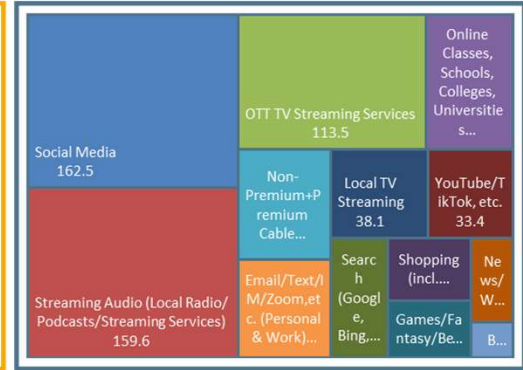 Social Media
162.5
Streaming Audio (Local Radio/
Podcasts/Streaming Services)
159.6
OTT TV Streaming Services
113.5
Online
Classes,
Schools,
Colleges,
Universitie
s...
Non-
Premium+P
remium
Cable...
Local TV
Streaming
38.1
YouTube/T
ikTok, etc.
33.4
Email/Text/I
M/Zoom,et
c. (Personal
& Work)...
Searc
h
(Googl
e,
Bing,...
Shopping
(incl....
Games/Fa
ntasy/Be...
Ne
ws/
W...
B...